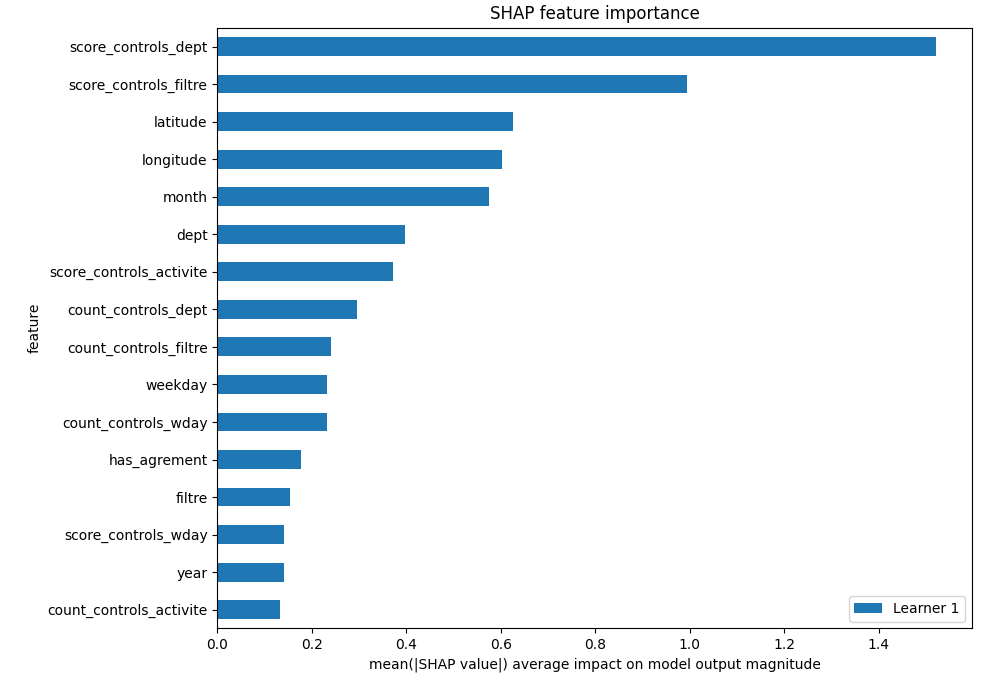 SHAP feature importance
score_controls_dept
score_controls_filtre
latitude
longitude
month
dept
score_controls_activite
count_controls_dept
count_controls_filtre
weekday
count_controls_wday
has_agrement
filtre
score_controls_wday
year
count_controls_activite
feature
Learner 1
0.0 0.2 0.4 0.6 0.8 1.0 1.2 1.4
mean(|SHAP value|) average impact on model output magnitude